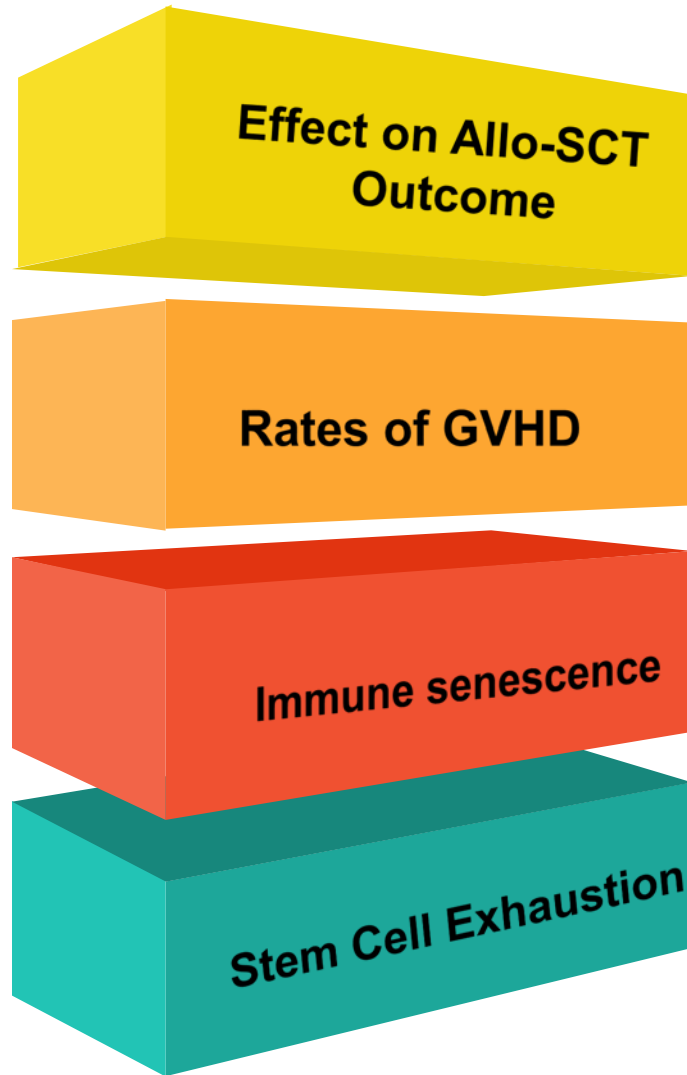 Effect on Allo-SCT
Outcome
Rates of GVHD
Immune senescence
Stem Cell Exhaustion